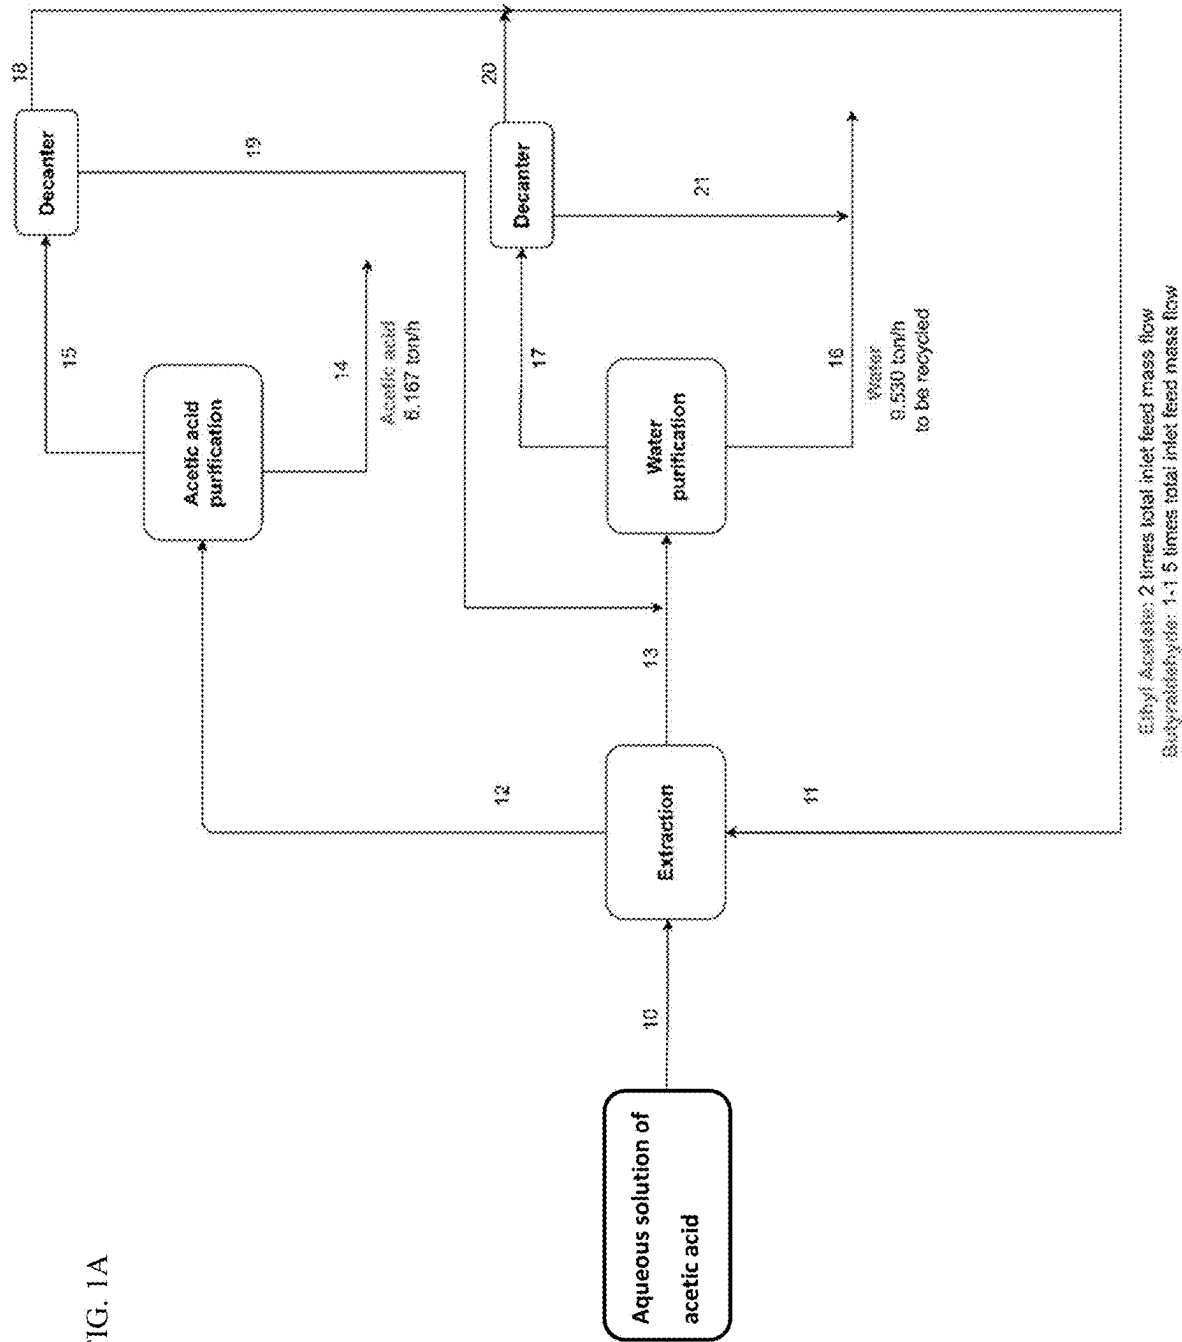 FIG. 1A
Aqueous solution of
acetic acid
10
Extraction
11
12
13
Acetic acid
purification
14
Acetic acid
6.167 ton/h
15
Decanter
18
19
Water
purification
16
Water
9.530 ton/h
to be recycled
17
Decanter
20
21
Ethyl Acetate: 2 times total inlet feed mass flow
Butyraldehyde: 1-1.5 times total inlet feed mass flow